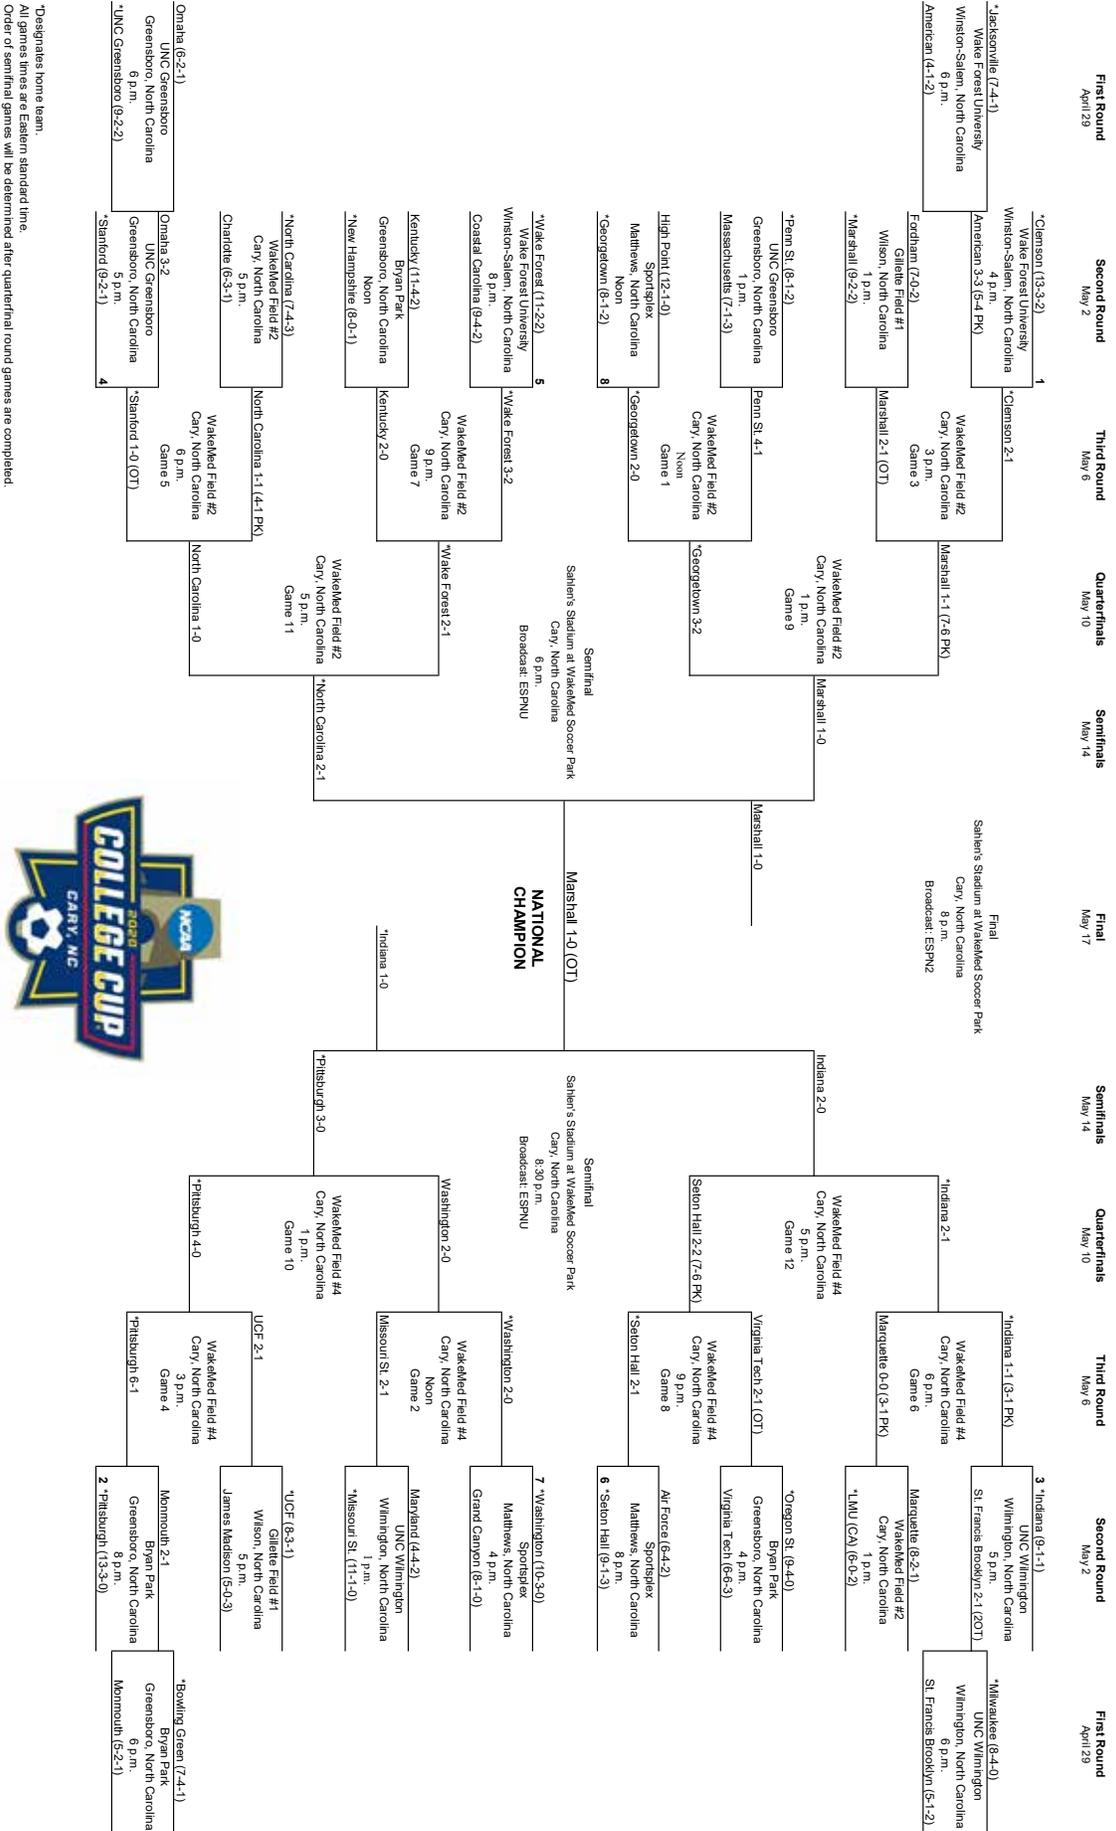 First Round
April 29
Second Round
May 2
Third Round
May 6
Quarterfinals
May 10
Semifinals
May 14
Final
May 17
Semifinals
May 14
Quarterfinals
May 10
Third Round
May 6
Second Round
May 2
First Round
April 29
*Jacksonville (7-4-1)
Wake Forest University
Winston-Salem, North Carolina
6 p.m.
American (4-1-2)
Omaha (6-2-1)
UNC Greensboro
Greensboro, North Carolina
6 p.m.
*UNC Greensboro (9-2-2)
1
*Clemson (13-3-2)
Wake Forest University
Winston-Salem, North Carolina
4 p.m.
American 3-3 (5-4 PK)
Fordham (7-0-2)
Gillette Field #1
Wilson, North Carolina
1 p.m.
*Marshall (9-2-2)
*Penn St. (8-1-2)
UNC Greensboro
Greensboro, North Carolina
1 p.m.
Massachusetts (7-1-3)
High Point (12-1-0)
Sportsplex
Matthews, North Carolina
Noon
*Georgetown (8-1-2)
8
*Wake Forest (11-2-2)
5
Wake Forest University
Winston-Salem, North Carolina
8 p.m.
Coastal Carolina (9-4-2)
Kentucky (11-4-2)
Bryan Park
Greensboro, North Carolina
Noon
*New Hampshire (8-0-1)
*North Carolina (7-4-3)
WakeMed Field #2
Cary, North Carolina
5 p.m.
Charlotte (6-3-1)
Omaha 3-2
UNC Greensboro
Greensboro, North Carolina
5 p.m.
*Stanford (9-2-1)
4
*Clemson 2-1
WakeMed Field #2
Cary, North Carolina
3 p.m.
Game 3
Marshall 2-1 (OT)
Penn St. 4-1
WakeMed Field #2
Cary, North Carolina
Noon
Game 1
*Georgetown 2-0
*Wake Forest 3-2
WakeMed Field #2
Cary, North Carolina
9 p.m.
Game 7
Kentucky 2-0
North Carolina 1-1 (4-1 PK)
WakeMed Field #2
Cary, North Carolina
6 p.m.
Game 5
*Stanford 1-0 (OT)
Marshall 1-1 (7-6 PK)
WakeMed Field #2
Cary, North Carolina
1 p.m.
Game 9
*Georgetown 3-2
*Wake Forest 2-1
WakeMed Field #2
Cary, North Carolina
5 p.m.
Game 11
North Carolina 1-0
Marshall 1-0
Semifinal
Sahlen's Stadium at WakeMed Soccer Park
Cary, North Carolina
6 p.m.
Broadcast: ESPNU
*North Carolina 2-1
Final
Sahlen's Stadium at WakeMed Soccer Park
Cary, North Carolina
8 p.m.
Broadcast: ESPN2
Marshall 1-0
Marshall 1-0 (OT)
NATIONAL
CHAMPION
*Indiana 1-0
NCAA
2020
COLLEGE CUP
CARY, NC
Indiana 2-0
Semifinal
Sahlen's Stadium at WakeMed Soccer Park
Cary, North Carolina
8:30 p.m.
Broadcast: ESPNU
*Pittsburgh 3-0
*Indiana 2-1
WakeMed Field #4
Cary, North Carolina
5 p.m.
Game 12
Seton Hall 2-2 (7-6 PK)
Washington 2-0
WakeMed Field #4
Cary, North Carolina
1 p.m.
Game 10
*Pittsburgh 4-0
*Indiana 1-1 (3-1 PK)
WakeMed Field #4
Cary, North Carolina
6 p.m.
Game 6
Marquette 0-0 (3-1 PK)
Virginia Tech 2-1 (OT)
WakeMed Field #4
Cary, North Carolina
9 p.m.
Game 8
*Seton Hall 2-1
*Washington 2-0
WakeMed Field #4
Cary, North Carolina
Noon
Game 2
Missouri St. 2-1
UCF 2-1
WakeMed Field #4
Cary, North Carolina
3 p.m.
Game 4
*Pittsburgh 6-1
3 *Indiana (9-1-1)
UNC Wilmington
Wilmington, North Carolina
5 p.m.
St. Francis Brooklyn 2-1 (2OT)
Marquette (8-2-1)
WakeMed Field #2
Cary, North Carolina
1 p.m.
*LMU (CA) (6-0-2)
*Oregon St. (9-4-0)
Bryan Park
Greensboro, North Carolina
4 p.m.
Virginia Tech (6-6-3)
Air Force (6-4-2)
Sportsplex
Matthews, North Carolina
8 p.m.
6 *Seton Hall (9-1-3)
7 *Washington (10-3-0)
Sportsplex
Matthews, North Carolina
4 p.m.
Grand Canyon (8-1-0)
Maryland (4-4-2)
UNC Wilmington
Wilmington, North Carolina
1 p.m.
*Missouri St. (11-1-0)
*UCF (8-3-1)
Gillette Field #1
Wilson, North Carolina
5 p.m.
James Madison (5-0-3)
Monmouth 2-1
Bryan Park
Greensboro, North Carolina
8 p.m.
2 *Pittsburgh (13-3-0)
*Milwaukee (8-4-0)
UNC Wilmington
Wilmington, North Carolina
6 p.m.
St. Francis Brooklyn (5-1-2)
*Bowling Green (7-4-1)
Bryan Park
Greensboro, North Carolina
6 p.m.
Monmouth (5-2-1)
*Designates home team.
All games times are Eastern standard time.
Order of semifinal games will be determined after quarterfinal round games are completed.